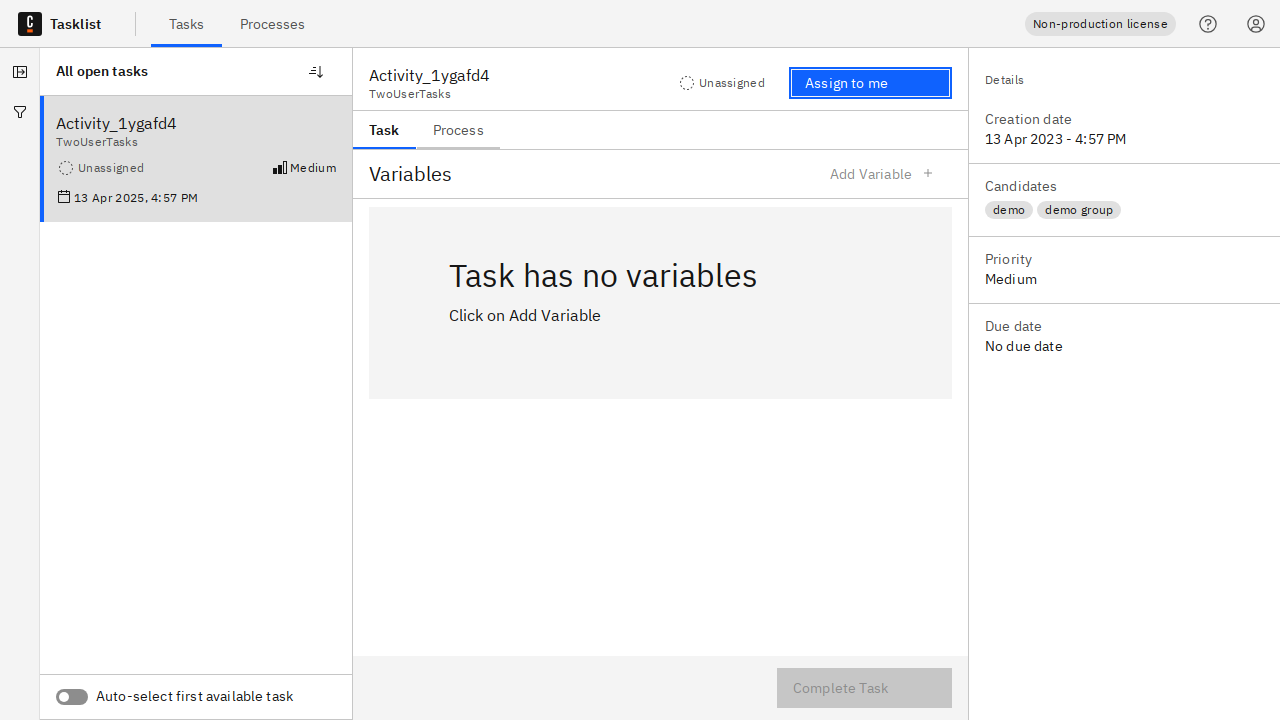 Tasklist
Tasks
Processes
Non-production license
All open tasks
Activity_1ygafd4
TwoUserTasks
Unassigned
Medium
13 Apr 2025, 4:57 PM
Auto-select first available task
Activity_1ygafd4
TwoUserTasks
Unassigned
Assign to me
Task
Process
Variables
Add Variable
Task has no variables
Click on Add Variable
Complete Task
Details
Creation date
13 Apr 2023 - 4:57 PM
Candidates
demo
demo group
Priority
Medium
Due date
No due date